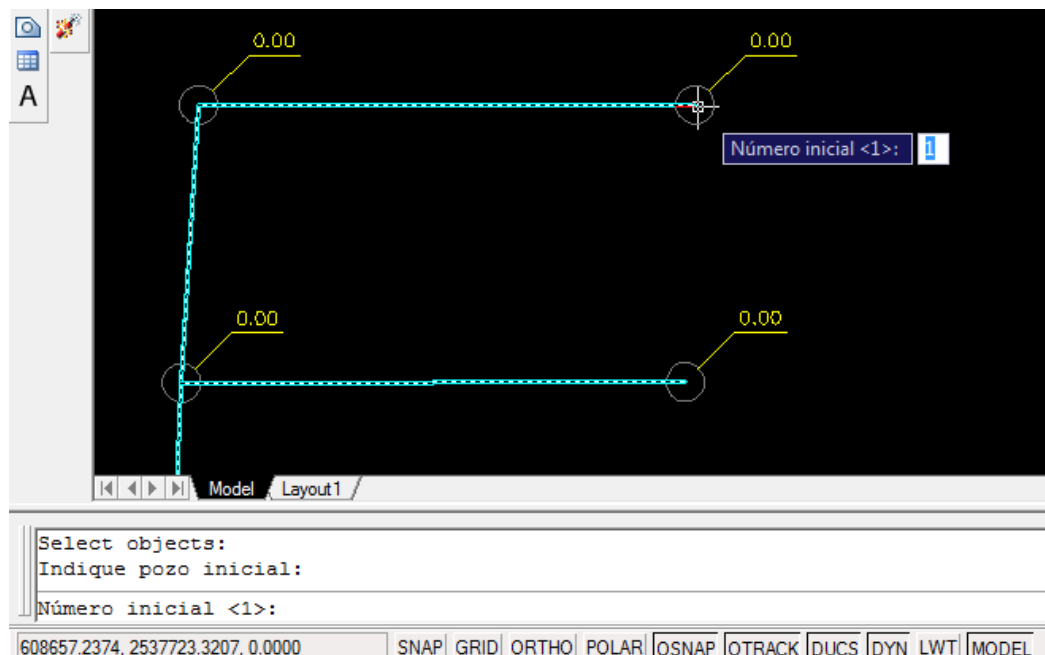 0.00 0.00
A
Número inicial <1>: 1
0.00 0.00
Model Layout1
Select objects:
Indique pozo inicial:
Número inicial <1>:
608657.2374, 2537723.3207, 0.0000 SNAP GRID ORTHO POLAR OSNAP OTRACK DUCS DYN LWT MODEL